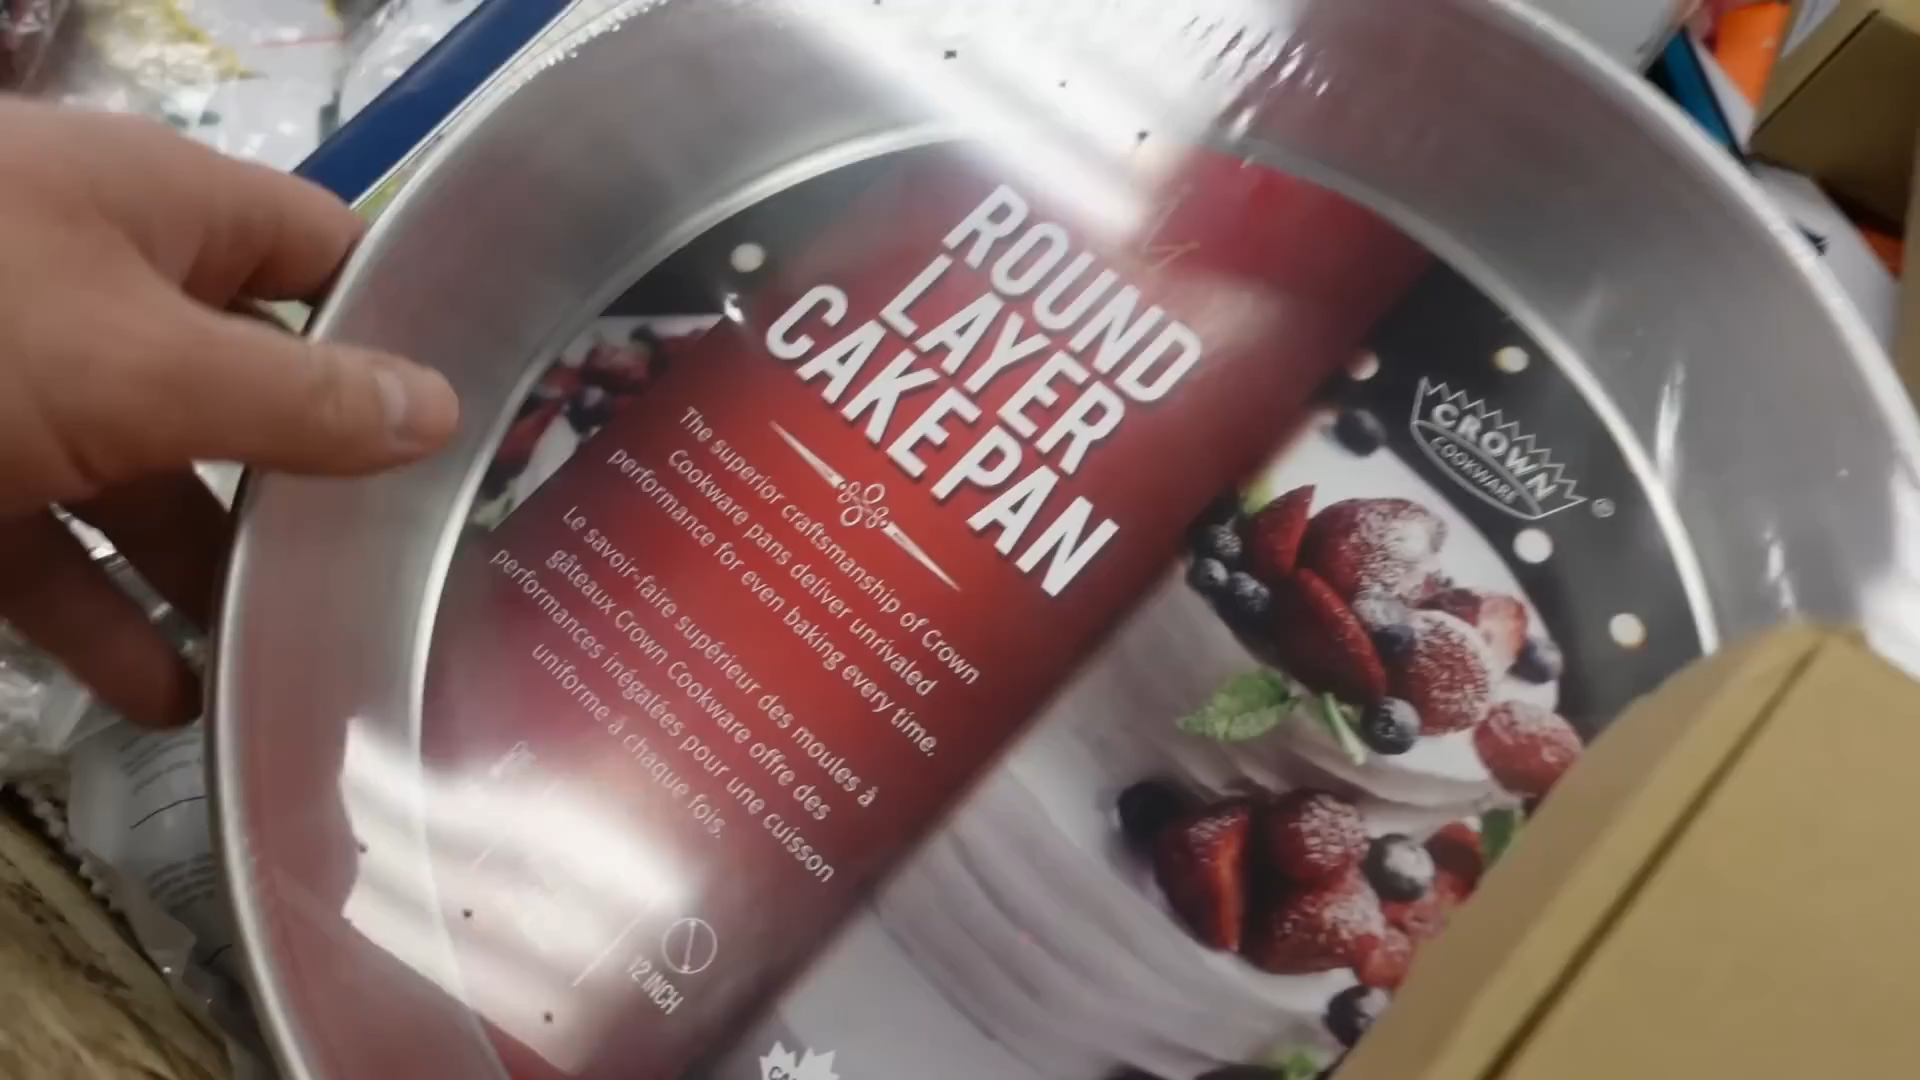 ROUND
LAYER
CAKE PAN
The superior craftsmanship of Crown
Cookware pans deliver unrivaled
performance for even baking every time.
Le savoir-faire supérieur des moules à
gâteaux Crown Cookware offre des
performances inégalées pour une cuisson
uniforme à chaque fois.
12 INCH
CROWN
COOKWARE
®